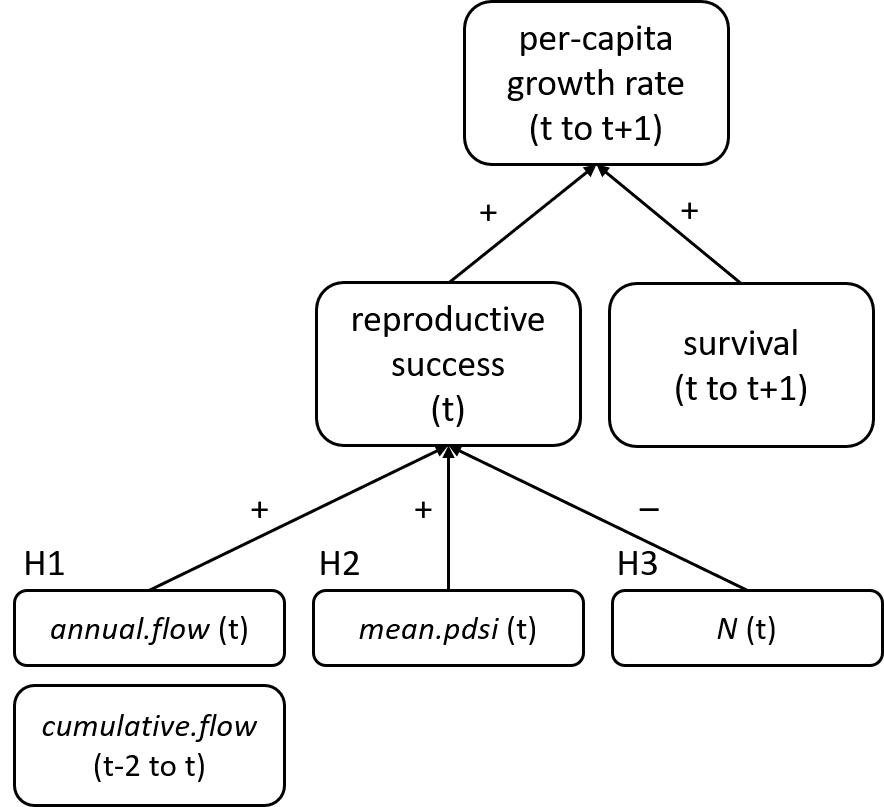 per-capita
growth rate
(t to t+1)
+
+
reproductive
success
(t)
survival
(t to t+1)
+
+
–
H1
H2
H3
annual.flow (t)
mean.pdsi (t)
N (t)
cumulative.flow
(t-2 to t)